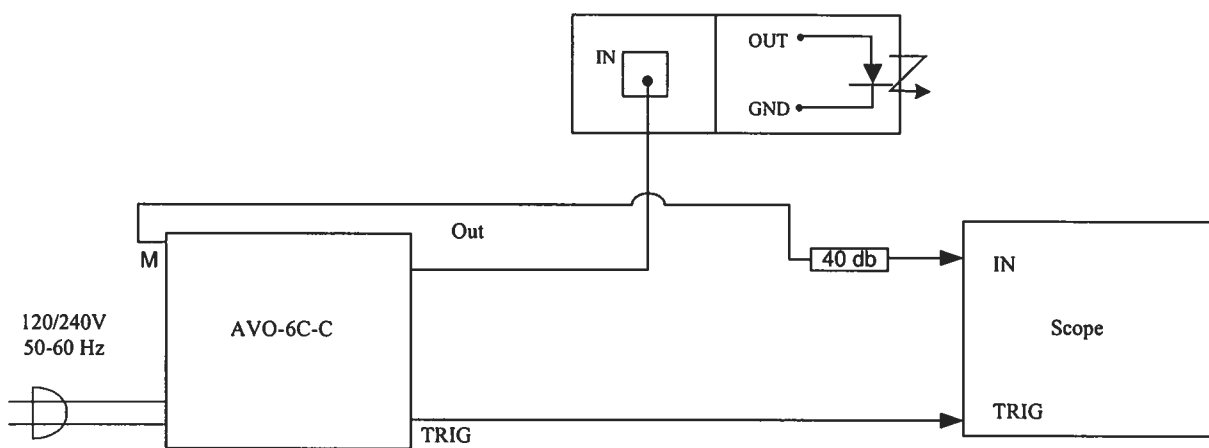 OUT
IN
GND
Out
M
40 db
IN
120/240V
50-60 Hz
AVO-6C-C
Scope
TRIG
TRIG